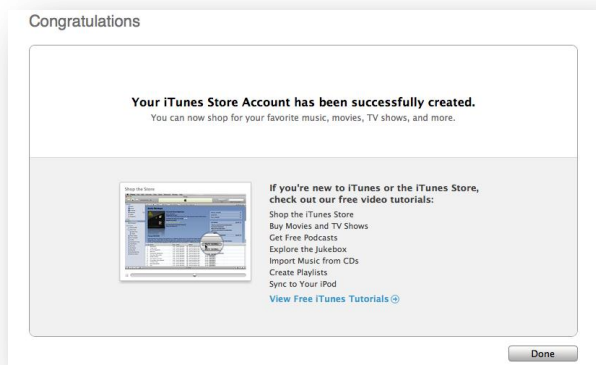 Congratulations
Your iTunes Store Account has been successfully created.
You can now shop for your favorite music, movies, TV shows, and more.
Shop the Store
If you're new to iTunes or the iTunes Store,
check out our free video tutorials:
Shop the iTunes Store
Buy Movies and TV Shows
Get Free Podcasts
Explore the Jukebox
Import Music from CDs
Create Playlists
Sync to Your iPod
View Free iTunes Tutorials
Done